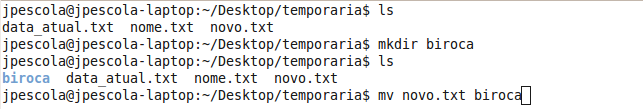 jpescola@jpescola-laptop:~/Desktop/temporaria$ ls
data_atual.txt  nome.txt  novo.txt
jpescola@jpescola-laptop:~/Desktop/temporaria$ mkdir biroca
jpescola@jpescola-laptop:~/Desktop/temporaria$ ls
biroca  data_atual.txt  nome.txt  novo.txt
jpescola@jpescola-laptop:~/Desktop/temporaria$ mv novo.txt biroca